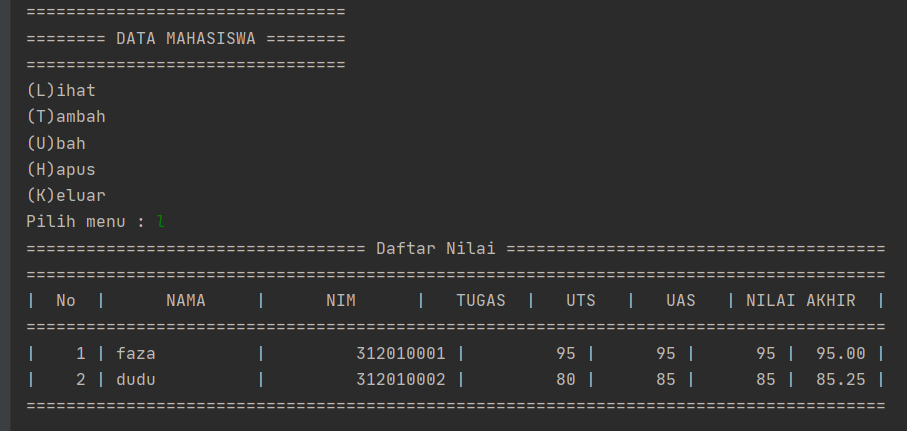 ================================
======== DATA MAHASISWA ========
================================
(L)ihat
(T)ambah
(U)bah
(H)apus
(K)eluar
Pilih menu : l
================================== Daftar Nilai ======================================
======================================================================================
|  No  |      NAMA     |      NIM      |   TUGAS  |   UTS   |   UAS   | NILAI AKHIR  |
======================================================================================
|    1 | faza          |         312010001 |         95 |      95 |      95 |  95.00 |
|    2 | dudu          |         312010002 |         80 |      85 |      85 |  85.25 |
======================================================================================